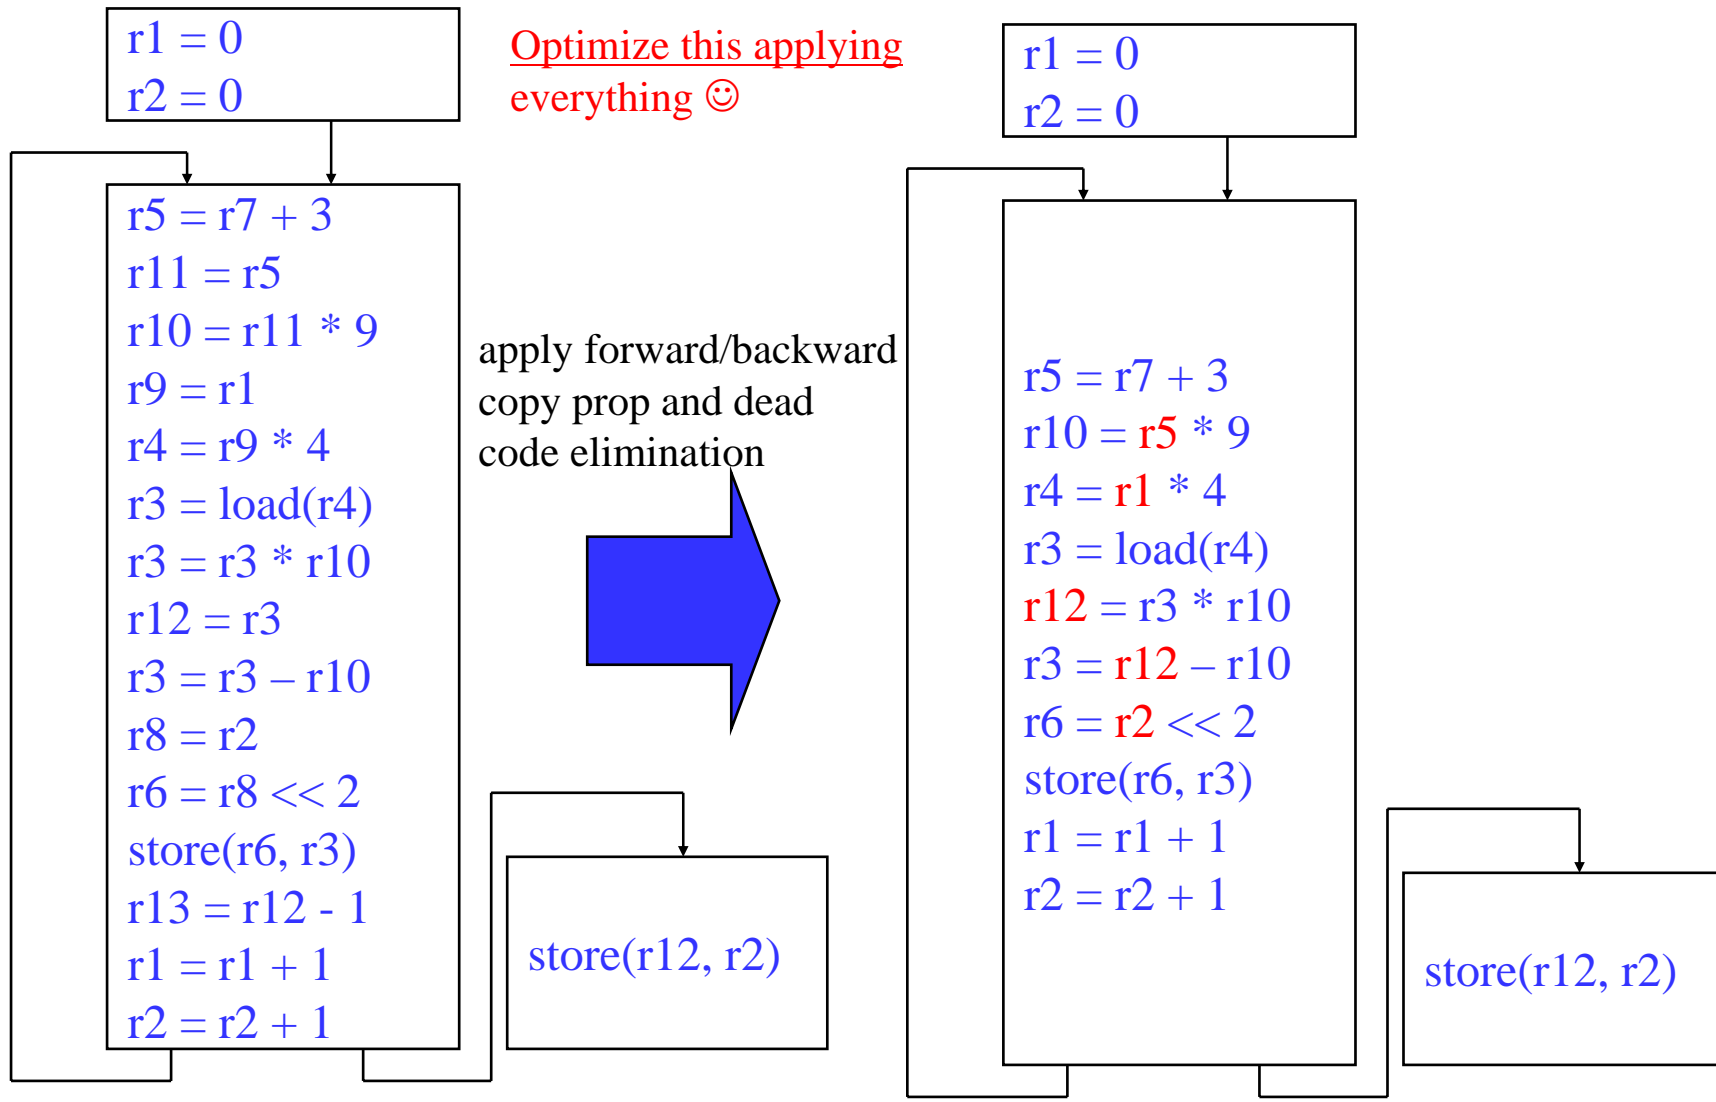 r1 = 0
r2 = 0
Optimize this applying
everything ☺
r1 = 0
r2 = 0
r5 = r7 + 3
r11 = r5
r10 = r11 * 9
r9 = r1
r4 = r9 * 4
r3 = load(r4)
r3 = r3 * r10
r12 = r3
r3 = r3 – r10
r8 = r2
r6 = r8 << 2
store(r6, r3)
r13 = r12 - 1
r1 = r1 + 1
r2 = r2 + 1
apply forward/backward
copy prop and dead
code elimination
store(r12, r2)
r5 = r7 + 3
r10 = r5 * 9
r4 = r1 * 4
r3 = load(r4)
r12 = r3 * r10
r3 = r12 – r10
r6 = r2 << 2
store(r6, r3)
r1 = r1 + 1
r2 = r2 + 1
store(r12, r2)